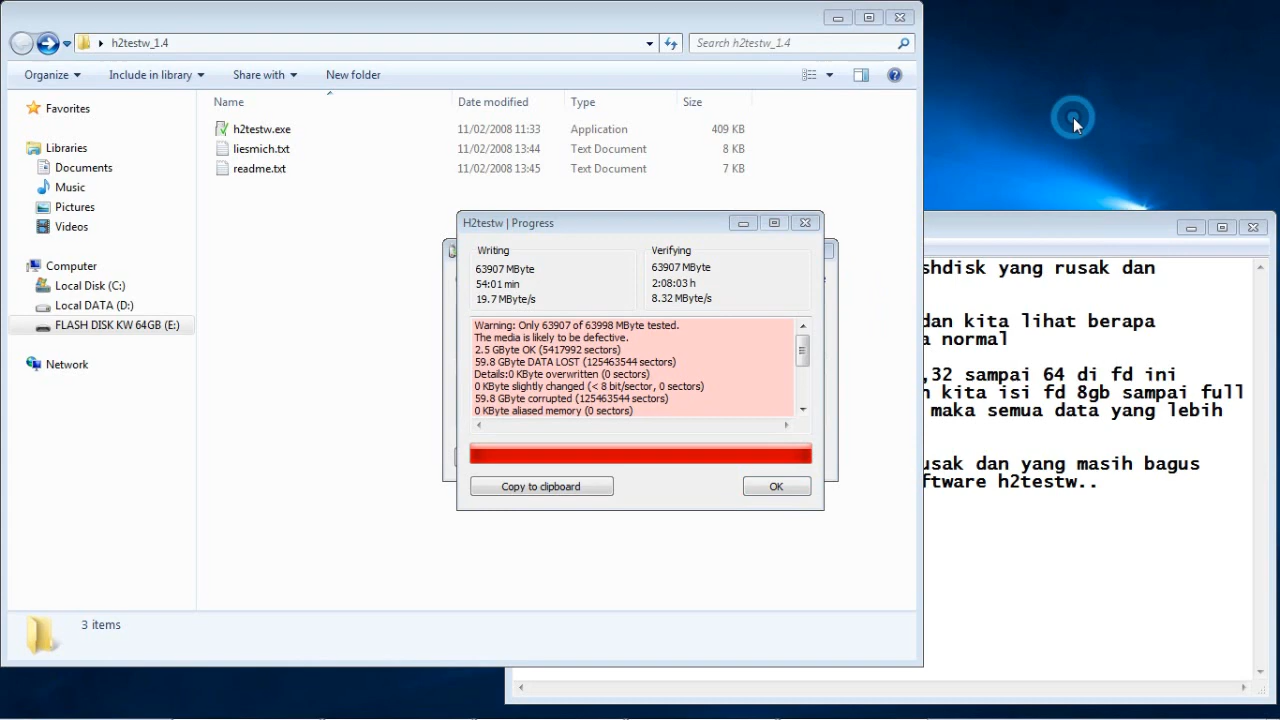 h2testw_1.4
Search h2testw_1.4
Organize
Include in library
Share with
New folder
Name
Date modified
Type
Size
Favorites
Libraries
Documents
Music
Pictures
Videos
Computer
Local Disk (C:)
Local DATA (D:)
FLASH DISK KW 64GB (E:)
Network
h2testw.exe 11/02/2008 11:33 Application 409 KB
liesmich.txt 11/02/2008 13:44 Text Document 8 KB
readme.txt 11/02/2008 13:45 Text Document 7 KB
H2testw | Progress
Writing
63907 MByte
54:01 min
19.7 MByte/s
Verifying
63907 MByte
2:08:03 h
8.32 MByte/s
Warning: Only 63907 of 63998 MByte tested.
The media is likely to be defective.
2.5 GByte OK (5417992 sectors)
59.8 GByte DATA LOST (125463544 sectors)
Details:0 KByte overwritten (0 sectors)
0 KByte slightly changed (< 8 bit/sector, 0 sectors)
59.8 GByte corrupted (125463544 sectors)
0 KByte aliased memory (0 sectors)
Copy to clipboard
OK
shdisk yang rusak dan
dan kita lihat berapa
a normal
,32 sampai 64 di fd ini
h kita isi fd 8gb sampai full
maka semua data yang lebih
usak dan yang masih bagus
ftware h2testw..
3 items